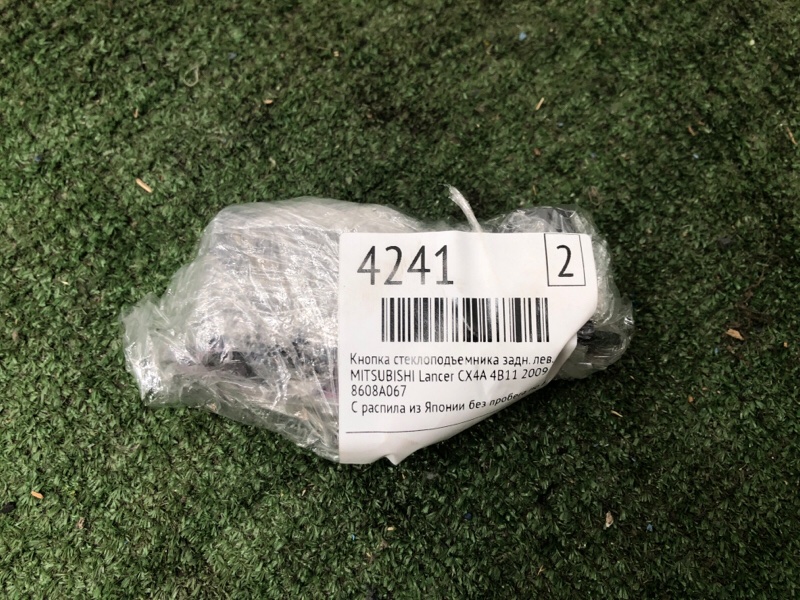 4241
2
Кнопка стеклоподъемника задн. лев.
MITSUBISHI Lancer CX4A 4B11 2009
8608A067
С распила из Японии без пробега